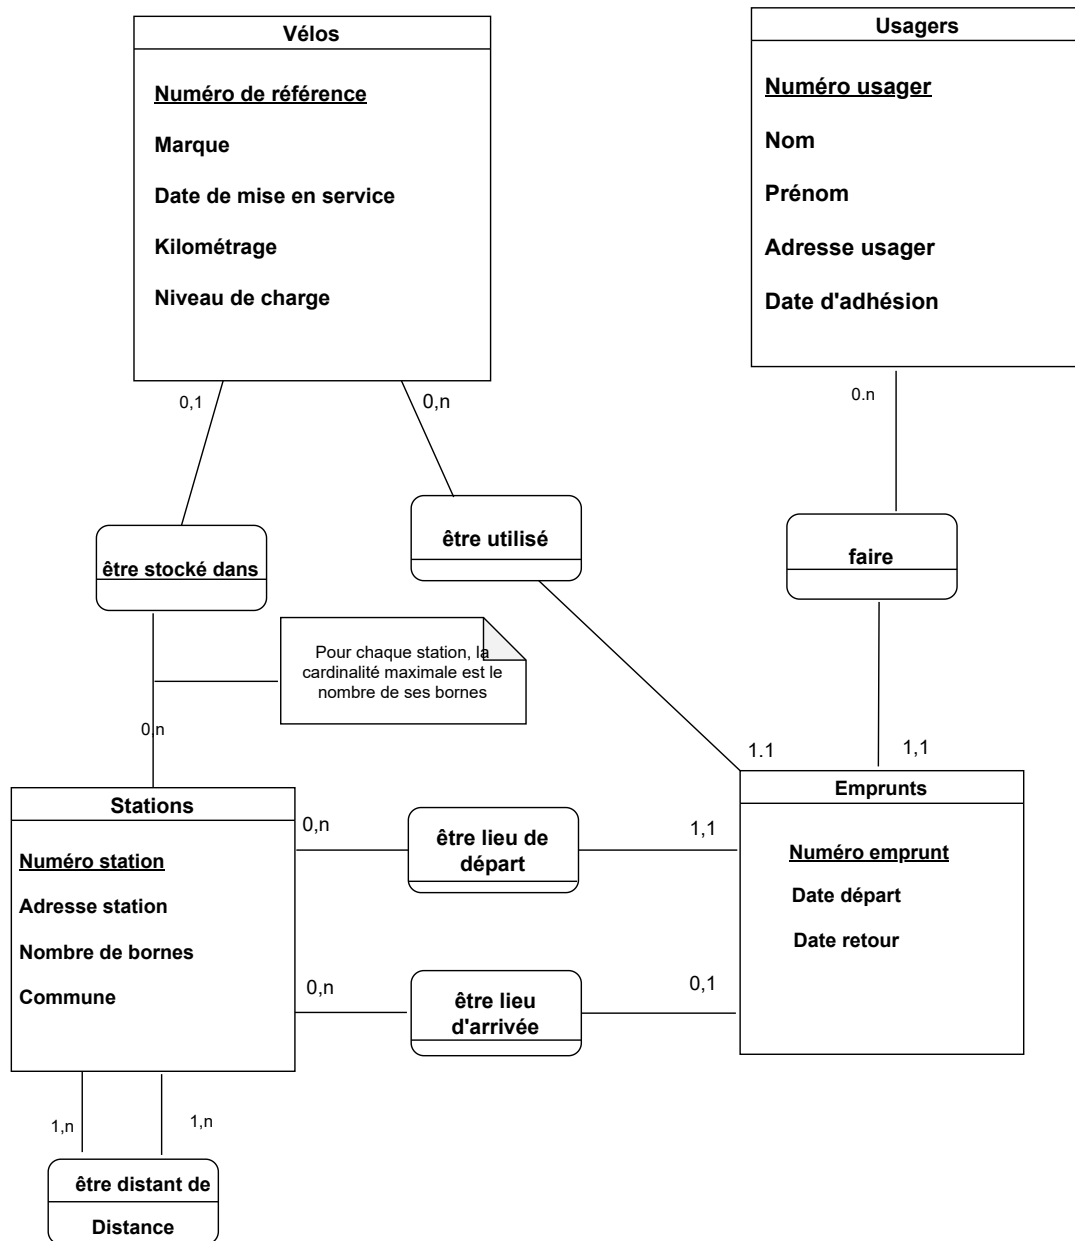 Vélos
Numéro de référence
Marque
Date de mise en service
Kilométrage
Niveau de charge
Usagers
Numéro usager
Nom
Prénom
Adresse usager
Date d'adhésion
0,1
0,n
0.n
être stocké dans
être utilisé
faire
Pour chaque station, la
cardinalité maximale est le
nombre de ses bornes
0,n
1.1
1,1
Stations
Numéro station
Adresse station
Nombre de bornes
Commune
0,n
être lieu de
départ
1,1
0,n
être lieu
d'arrivée
0,1
Emprunts
Numéro emprunt
Date départ
Date retour
1,n
1,n
être distant de
Distance